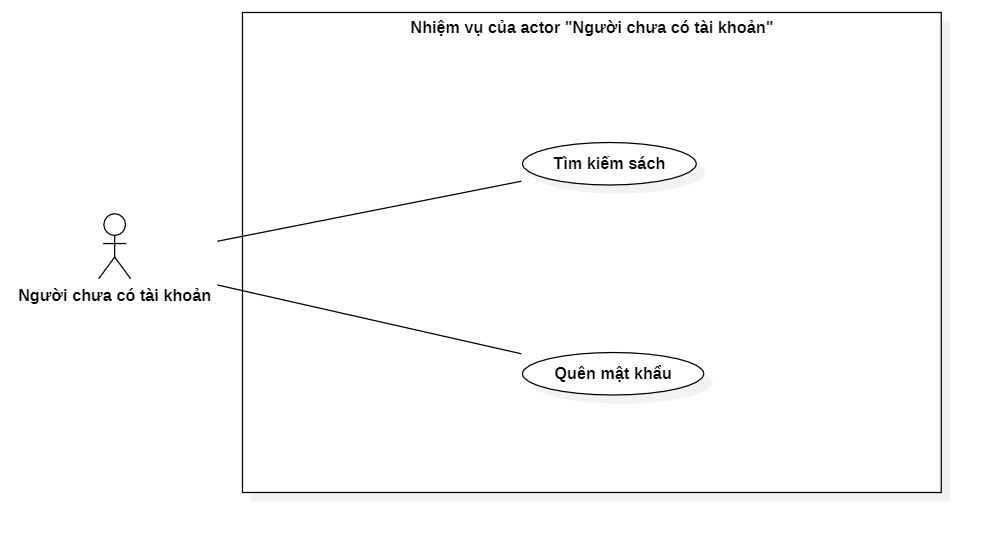 Nhiệm vụ của actor "Người chưa có tài khoản"
Tìm kiếm sách
Người chưa có tài khoản
Quên mật khẩu